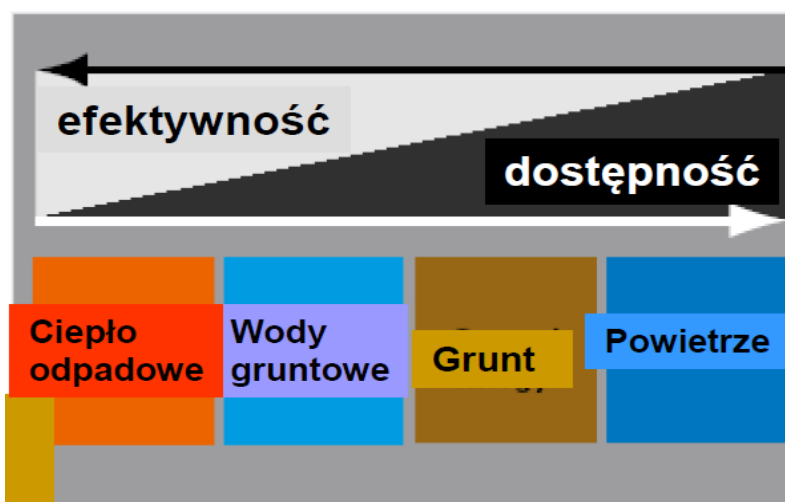 efektywność
dostępność
Ciepło
odpadowe
Wody
gruntowe
Grunt
Powietrze